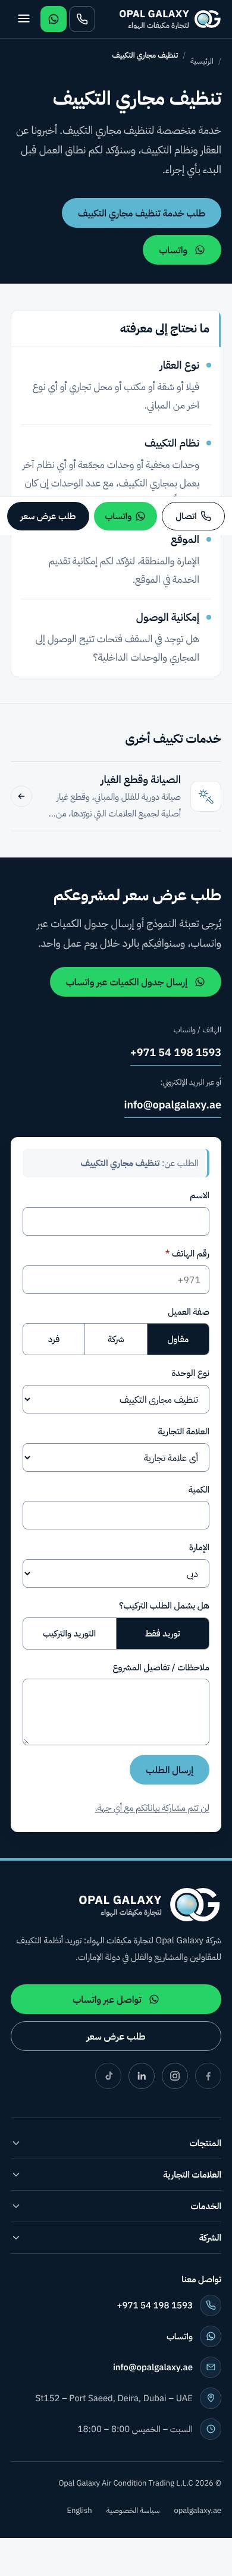 OPAL GALAXY
لتجارة مكيفات الهواء
الرئيسية / تنظيف مجاري التكييف
تنظيف مجاري التكييف
خدمة متخصصة لتنظيف مجاري التكييف. أخبرونا عن
العقار ونظام التكييف، وسنؤكد لكم نطاق العمل قبل
البدء بأي إجراء.
طلب خدمة تنظيف مجاري التكييف
واتساب
ما نحتاج إلى معرفته
نوع العقار
فيلا أو شقة أو مكتب أو محل تجاري أو أي نوع
آخر من المباني.
نظام التكييف
وحدات مخفية أو وحدات مجمّعة أو أي نظام آخر
يعمل بمجاري التكييف، مع عدد الوحدات إن كان
اتصال
واتساب
طلب عرض سعر
الموقع
الإمارة والمنطقة، لنؤكد لكم إمكانية تقديم
الخدمة في الموقع.
إمكانية الوصول
هل توجد في السقف فتحات تتيح الوصول إلى
المجاري والوحدات الداخلية؟
خدمات تكييف أخرى
الصيانة وقطع الغيار
صيانة دورية للفلل والمباني، وقطع غيار
أصلية لجميع العلامات التي نورّدها، من...
طلب عرض سعر لمشروعكم
يُرجى تعبئة النموذج أو إرسال جدول الكميات عبر
واتساب، وسنوافيكم بالرد خلال يوم عمل واحد.
إرسال جدول الكميات عبر واتساب
الهاتف / واتساب
+971 54 198 1593
أو عبر البريد الإلكتروني:
info@opalgalaxy.ae
الطلب عن: تنظيف مجاري التكييف
الاسم
رقم الهاتف *
+971
صفة العميل
مقاول
شركة
فرد
نوع الوحدة
تنظيف مجاري التكييف
العلامة التجارية
أي علامة تجارية
الكمية
الإمارة
دبي
هل يشمل الطلب التركيب؟
توريد فقط
التوريد والتركيب
ملاحظات / تفاصيل المشروع
إرسال الطلب
لن تتم مشاركة بياناتكم مع أي جهة.
OPAL GALAXY
لتجارة مكيفات الهواء
شركة Opal Galaxy لتجارة مكيفات الهواء: توريد أنظمة التكييف
للمقاولين والمشاريع والفلل في دولة الإمارات.
تواصل عبر واتساب
طلب عرض سعر
المنتجات
العلامات التجارية
الخدمات
الشركة
تواصل معنا
+971 54 198 1593
واتساب
info@opalgalaxy.ae
St152 – Port Saeed, Deira, Dubai – UAE
السبت – الخميس 8:00 – 18:00
© 2026 Opal Galaxy Air Condition Trading L.L.C
opalgalaxy.ae سياسة الخصوصية English